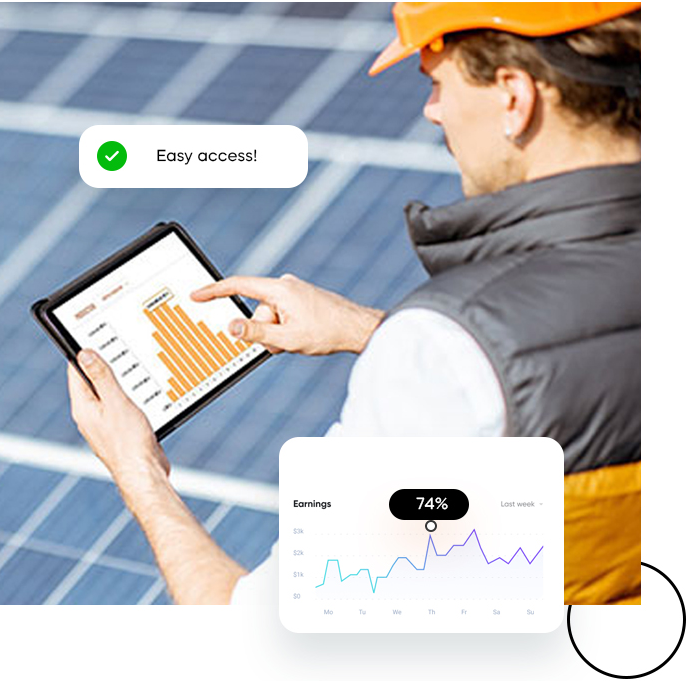 Easy access!
Earnings
74%
Last week
$3k
$2k
$1k
$0
Mo Tu We Th Fr Sa Su